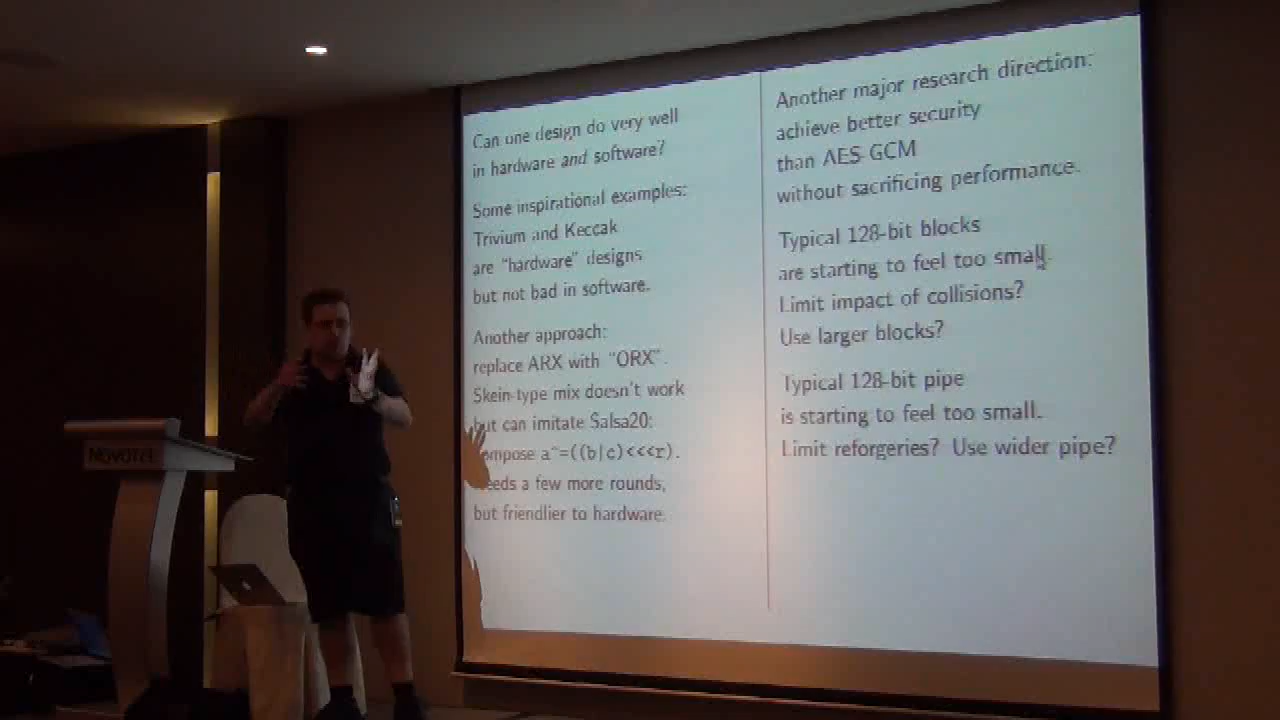 NOVOTEL
Can one design do very well
in hardware and software?
Some inspirational examples:
Trivium and Keccak
are "hardware" designs
but not bad in software.
Another approach:
replace ARX with "ORX".
Skein-type mix doesn't work
but can imitate Salsa20:
ompose a^=((b|c)<<<r).
eeds a few more rounds,
but friendlier to hardware.
Another major research direction:
achieve better security
than AES-GCM
without sacrificing performance.
Typical 128-bit blocks
are starting to feel too small.
Limit impact of collisions?
Use larger blocks?
Typical 128-bit pipe
is starting to feel too small.
Limit reforgeries? Use wider pipe?